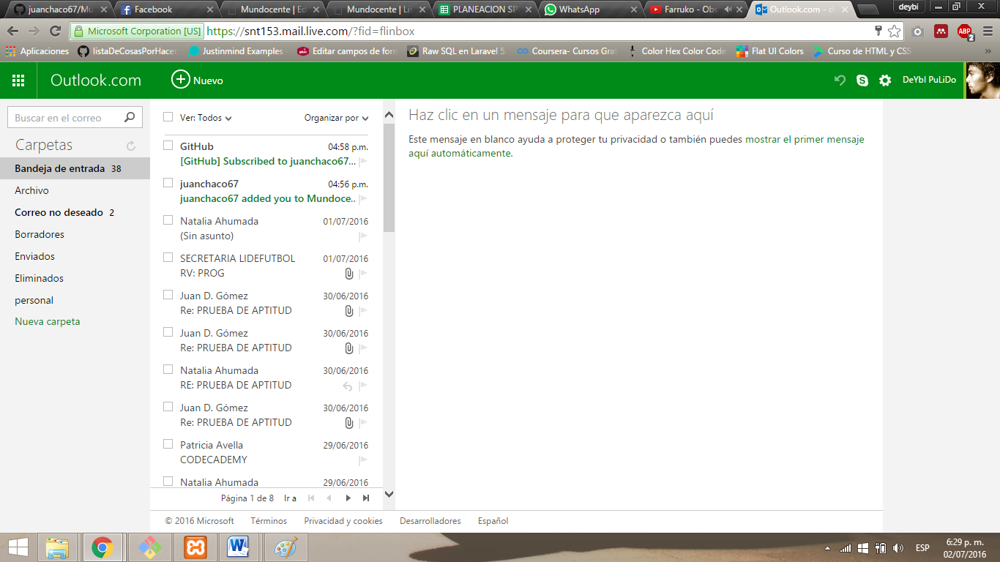 juanchaco67/Mu
Facebook
Mundocente | Ed
Mundocente | Lis
PLANEACION SP
WhatsApp
Farruko - Obs
Outlook.com - d
deybi
Microsoft Corporation [US]
https://snt153.mail.live.com/?fid=flinbox
ABP
2
Aplicaciones
listaDeCosasPorHacer
Justinmind Examples
Editar campos de form
Raw SQL en Laravel 5.
Coursera- Cursos Gra
Color Hex Color Code
Flat UI Colors
Curso de HTML y CSS
»
Outlook.com
Nuevo
DeYbI PuLiDo
Buscar en el correo
Carpetas
Bandeja de entrada 38
Archivo
Correo no deseado 2
Borradores
Enviados
Eliminados
personal
Nueva carpeta
Ver: Todos
Organizar por
GitHub 04:58 p.m.
[GitHub] Subscribed to juanchaco67...
juanchaco67 04:56 p.m.
juanchaco67 added you to Mundoce..
Natalia Ahumada 01/07/2016
(Sin asunto)
SECRETARIA LIDEFUTBOL 01/07/2016
RV: PROG
Juan D. Gómez 30/06/2016
Re: PRUEBA DE APTITUD
Juan D. Gómez 30/06/2016
Re: PRUEBA DE APTITUD
Natalia Ahumada 30/06/2016
RE: PRUEBA DE APTITUD
Juan D. Gómez 30/06/2016
Re: PRUEBA DE APTITUD
Patricia Avella 29/06/2016
CODECADEMY
Natalia Ahumada 29/06/2016
Página 1 de 8 Ir a
Haz clic en un mensaje para que aparezca aquí
Este mensaje en blanco ayuda a proteger tu privacidad o también puedes mostrar el primer mensaje
aquí automáticamente.
© 2016 Microsoft Términos Privacidad y cookies Desarrolladores Español
ESP
6:29 p. m.
02/07/2016